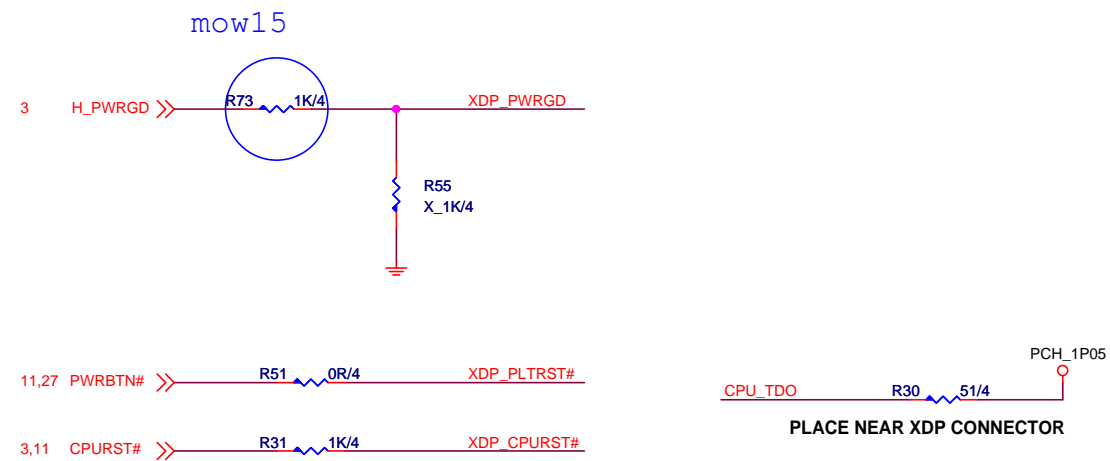 mow15
3 H_PWRGD R73 1K/4 XDP_PWRGD
R55
X_1K/4
PCH_1P05
11,27 PWRBTN# R51 0R/4 XDP_PLTRST#
CPU_TDO R30 51/4
PLACE NEAR XDP CONNECTOR
3,11 CPURST# R31 1K/4 XDP_CPURST#